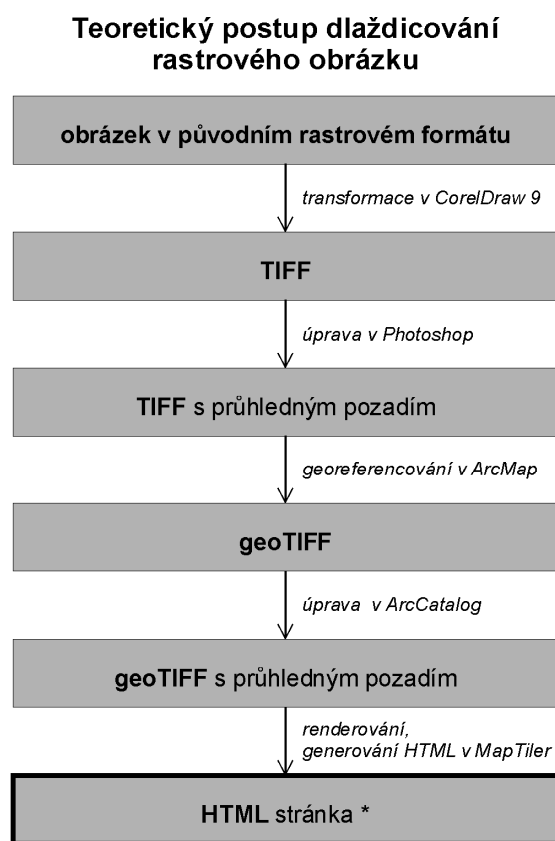 Teoretický postup dlaždicování
rastrového obrázku
obrázek v původním rastrovém formátu
transformace v CorelDraw 9
TIFF
úprava v Photoshop
TIFF s průhledným pozadím
georeferencování v ArcMap
geoTIFF
úprava v ArcCatalog
geoTIFF s průhledným pozadím
renderování,
generování HTML v MapTiler
HTML stránka *